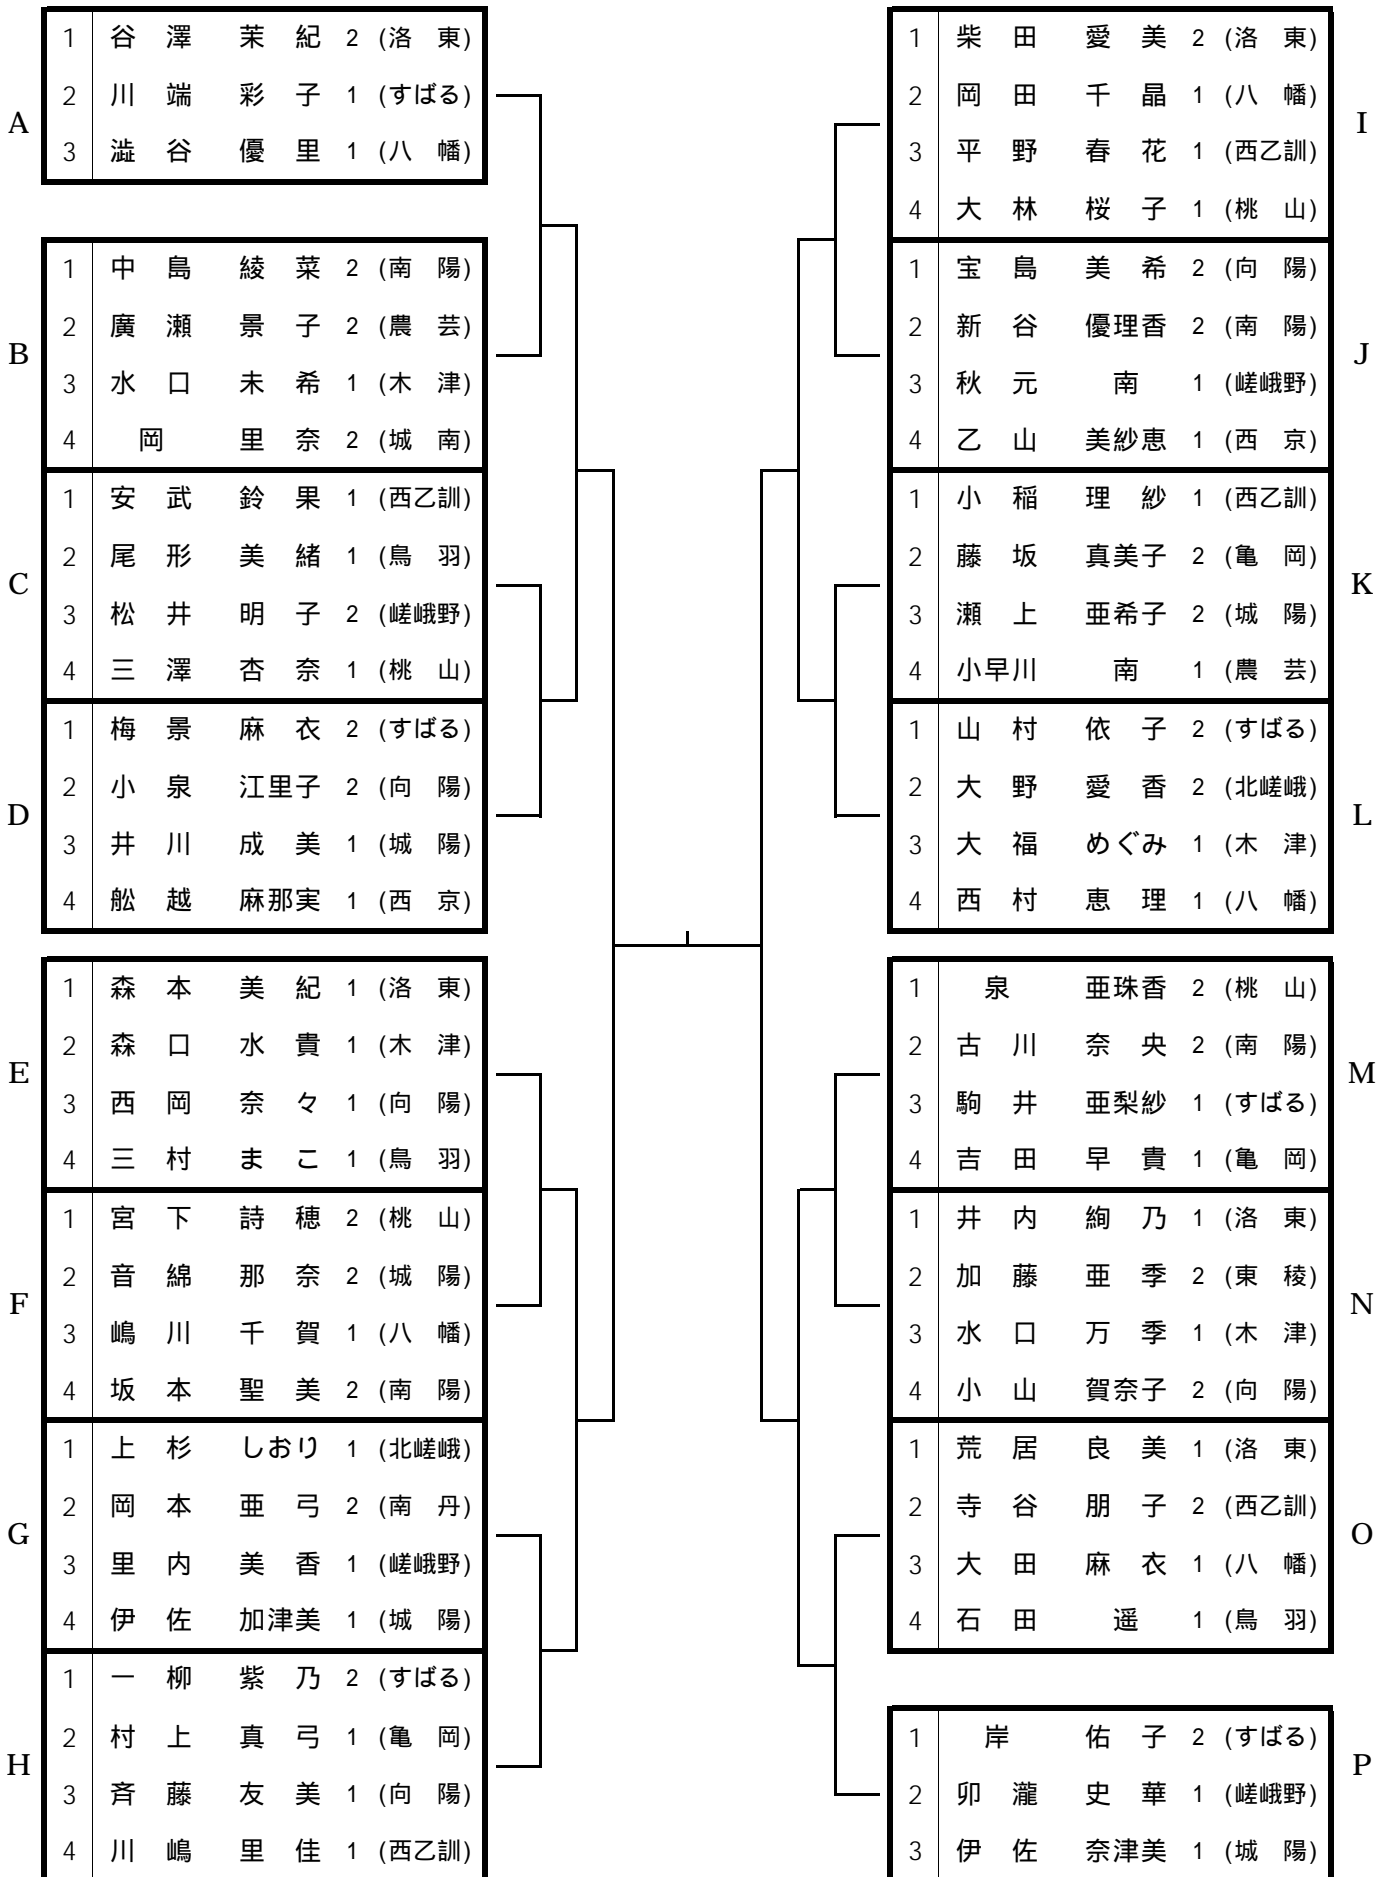 A
1 谷 澤 茉 紀 2 (洛 東)
2 川 端 彩 子 1 (すばる)
3 澁 谷 優 里 1 (八 幡)
B
1 中 島 綾 菜 2 (南 陽)
2 廣 瀬 景 子 2 (農 芸)
3 水 口 未 希 1 (木 津)
4 岡 里 奈 2 (城 南)
C
1 安 武 鈴 果 1 (西乙訓)
2 尾 形 美 緒 1 (鳥 羽)
3 松 井 明 子 2 (嵯峨野)
4 三 澤 杏 奈 1 (桃 山)
D
1 梅 景 麻 衣 2 (すばる)
2 小 泉 江里子 2 (向 陽)
3 井 川 成 美 1 (城 陽)
4 舩 越 麻那実 1 (西 京)
E
1 森 本 美 紀 1 (洛 東)
2 森 口 水 貴 1 (木 津)
3 西 岡 奈 々 1 (向 陽)
4 三 村 ま こ 1 (鳥 羽)
F
1 宮 下 詩 穂 2 (桃 山)
2 音 綿 那 奈 2 (城 陽)
3 嶋 川 千 賀 1 (八 幡)
4 坂 本 聖 美 2 (南 陽)
G
1 上 杉 しおり 1 (北嵯峨)
2 岡 本 亜 弓 2 (南 丹)
3 里 内 美 香 1 (嵯峨野)
4 伊 佐 加津美 1 (城 陽)
H
1 一 柳 紫 乃 2 (すばる)
2 村 上 真 弓 1 (亀 岡)
3 斉 藤 友 美 1 (向 陽)
4 川 嶋 里 佳 1 (西乙訓)
I
1 柴 田 愛 美 2 (洛 東)
2 岡 田 千 晶 1 (八 幡)
3 平 野 春 花 1 (西乙訓)
4 大 林 桜 子 1 (桃 山)
J
1 宝 島 美 希 2 (向 陽)
2 新 谷 優理香 2 (南 陽)
3 秋 元 南 1 (嵯峨野)
4 乙 山 美紗恵 1 (西 京)
K
1 小 稲 理 紗 1 (西乙訓)
2 藤 坂 真美子 2 (亀 岡)
3 瀬 上 亜希子 2 (城 陽)
4 小早川 南 1 (農 芸)
L
1 山 村 依 子 2 (すばる)
2 大 野 愛 香 2 (北嵯峨)
3 大 福 めぐみ 1 (木 津)
4 西 村 恵 理 1 (八 幡)
M
1 泉 亜珠香 2 (桃 山)
2 古 川 奈 央 2 (南 陽)
3 駒 井 亜梨紗 1 (すばる)
4 吉 田 早 貴 1 (亀 岡)
N
1 井 内 絢 乃 1 (洛 東)
2 加 藤 亜 季 2 (東 稜)
3 水 口 万 季 1 (木 津)
4 小 山 賀奈子 2 (向 陽)
O
1 荒 居 良 美 1 (洛 東)
2 寺 谷 朋 子 2 (西乙訓)
3 大 田 麻 衣 1 (八 幡)
4 石 田 遥 1 (鳥 羽)
P
1 岸 佑 子 2 (すばる)
2 卯 瀧 史 華 1 (嵯峨野)
3 伊 佐 奈津美 1 (城 陽)